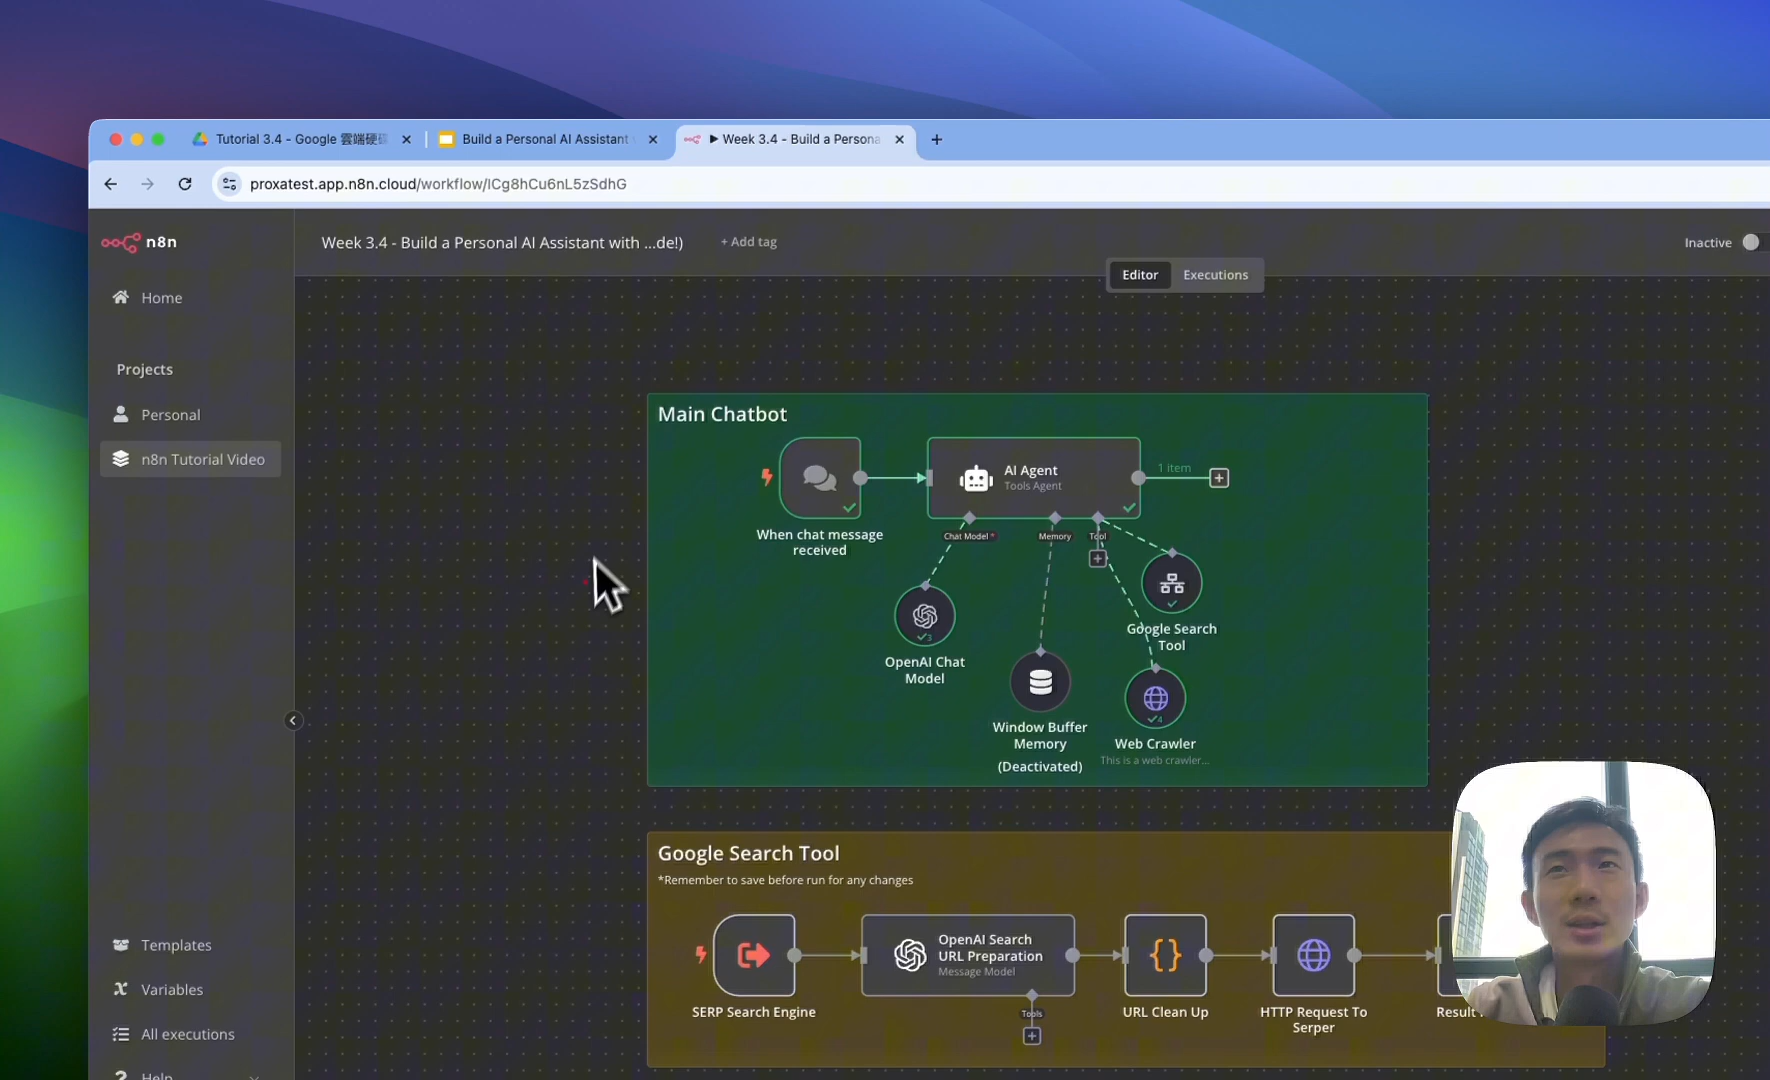 Tutorial 3.4 - Google 雲端硬碟
Build a Personal AI Assistant
Week 3.4 - Build a Persona
proxatest.app.n8n.cloud/workflow/
n8n
Week 3.4 - Build a Personal AI Assistant with ...de!)
+ Add tag
Inactive
Editor
Executions
Home
Projects
Personal
n8n Tutorial Video
Main Chatbot
AI Agent
Tools Agent
1 item
When chat message
received
Chat Model *
Memory
Tool
OpenAI Chat
Model
3
Google Search
Tool
Window Buffer
Memory
(Deactivated)
4
Web Crawler
This is a web crawler...
Google Search Tool
*Remember to save before run for any changes
OpenAI Search
URL Preparation
Message Model
Tools
SERP Search Engine
URL Clean Up
HTTP Request To
Serper
Result
Templates
Variables
All executions
Help